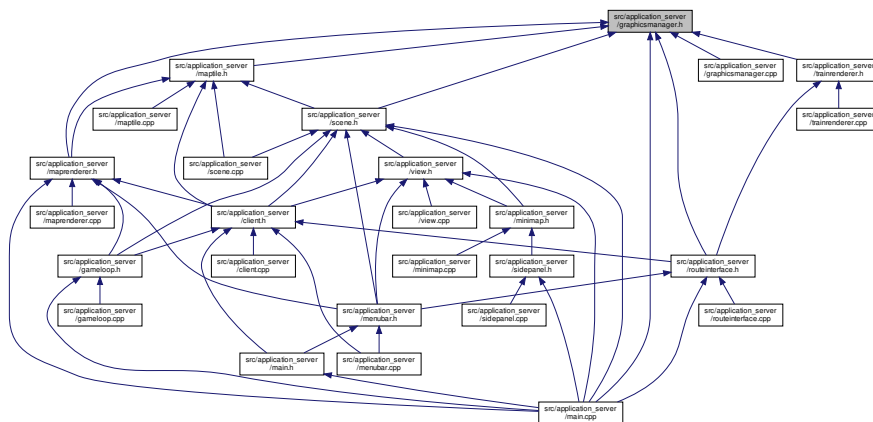 src/application_server
/graphicsmanager.h
src/application_server
/maptile.h
src/application_server
/graphicsmanager.cpp
src/application_server
/trainrenderer.h
src/application_server
/maptile.cpp
src/application_server
/scene.h
src/application_server
/trainrenderer.cpp
src/application_server
/maprenderer.h
src/application_server
/scene.cpp
src/application_server
/view.h
src/application_server
/maprenderer.cpp
src/application_server
/client.h
src/application_server
/view.cpp
src/application_server
/minimap.h
src/application_server
/gameloop.h
src/application_server
/client.cpp
src/application_server
/minimap.cpp
src/application_server
/sidepanel.h
src/application_server
/routeinterface.h
src/application_server
/gameloop.cpp
src/application_server
/menubar.h
src/application_server
/sidepanel.cpp
src/application_server
/routeinterface.cpp
src/application_server
/main.h
src/application_server
/menubar.cpp
src/application_server
/main.cpp